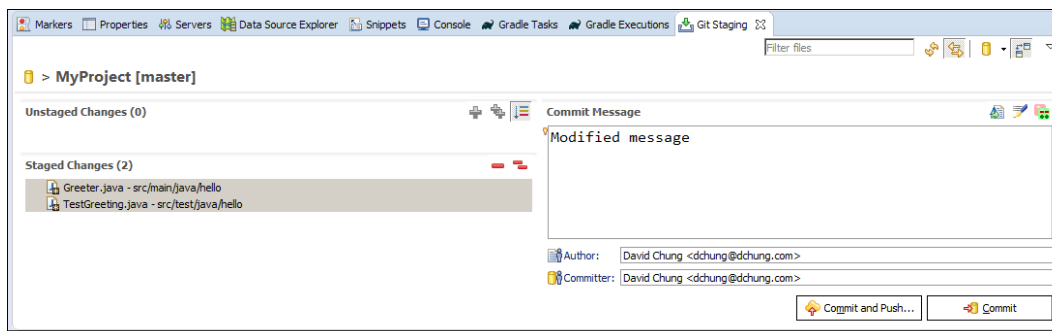 Markers Properties Servers Data Source Explorer Snippets Console Gradle Tasks Gradle Executions Git Staging
Filter files
> MyProject [master]
Unstaged Changes (0)
Commit Message
Modified message
Staged Changes (2)
Greeter.java - src/main/java/hello
TestGreeting.java - src/test/java/hello
Author: David Chung <dchung@dchung.com>
Committer: David Chung <dchung@dchung.com>
Commit and Push... Commit